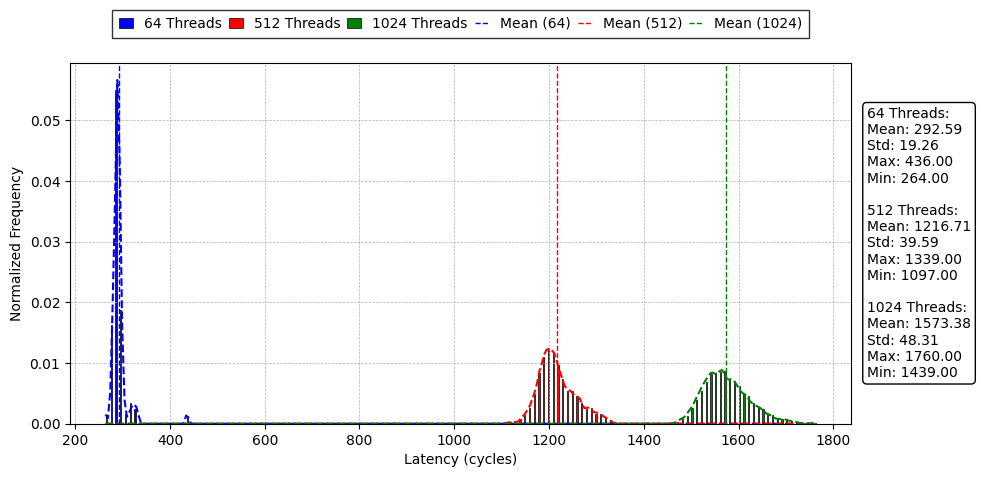 64 Threads 512 Threads 1024 Threads Mean (64) Mean (512) Mean (1024)
Normalized Frequency
0.05
0.04
0.03
0.02
0.01
0.00
200 400 600 800 1000 1200 1400 1600 1800
Latency (cycles)
64 Threads:
Mean: 292.59
Std: 19.26
Max: 436.00
Min: 264.00
512 Threads:
Mean: 1216.71
Std: 39.59
Max: 1339.00
Min: 1097.00
1024 Threads:
Mean: 1573.38
Std: 48.31
Max: 1760.00
Min: 1439.00